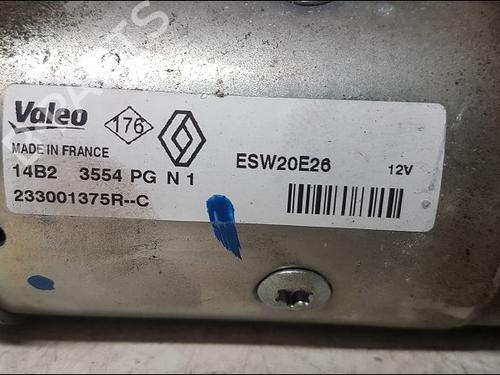 Valeo
176
MADE IN FRANCE
14B2 3554 PG N 1
233001375R--C
ESW20E26
12V